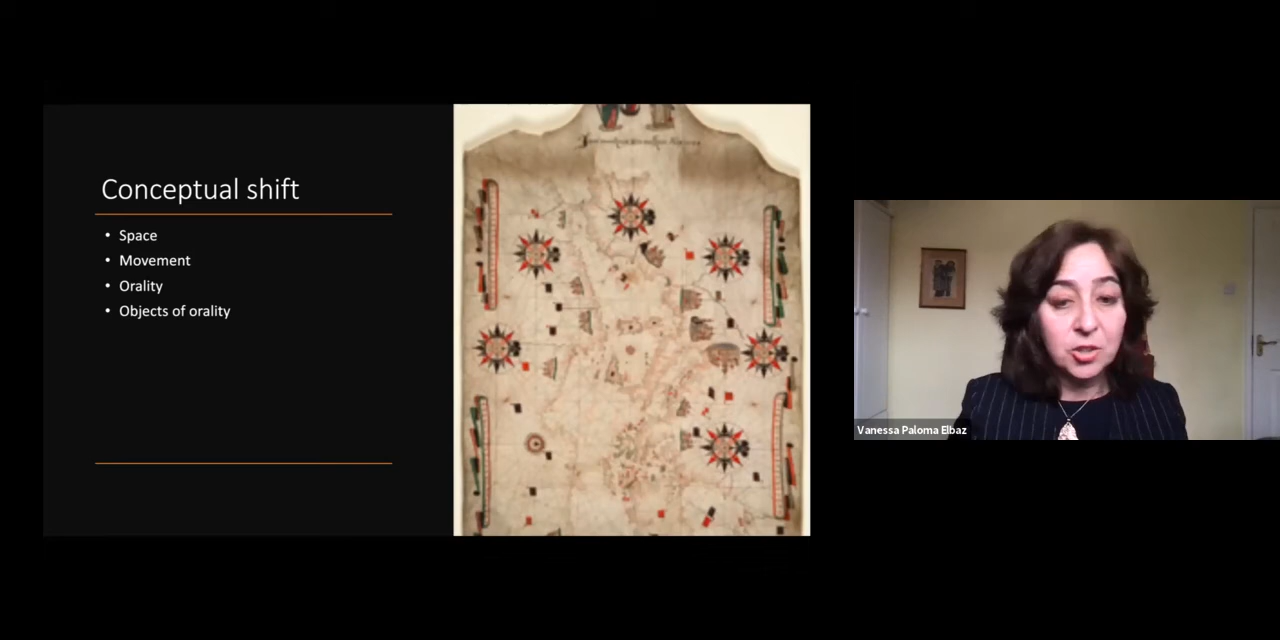 Conceptual shift
• Space
• Movement
• Orality
• Objects of orality
Vanessa Paloma Elbaz